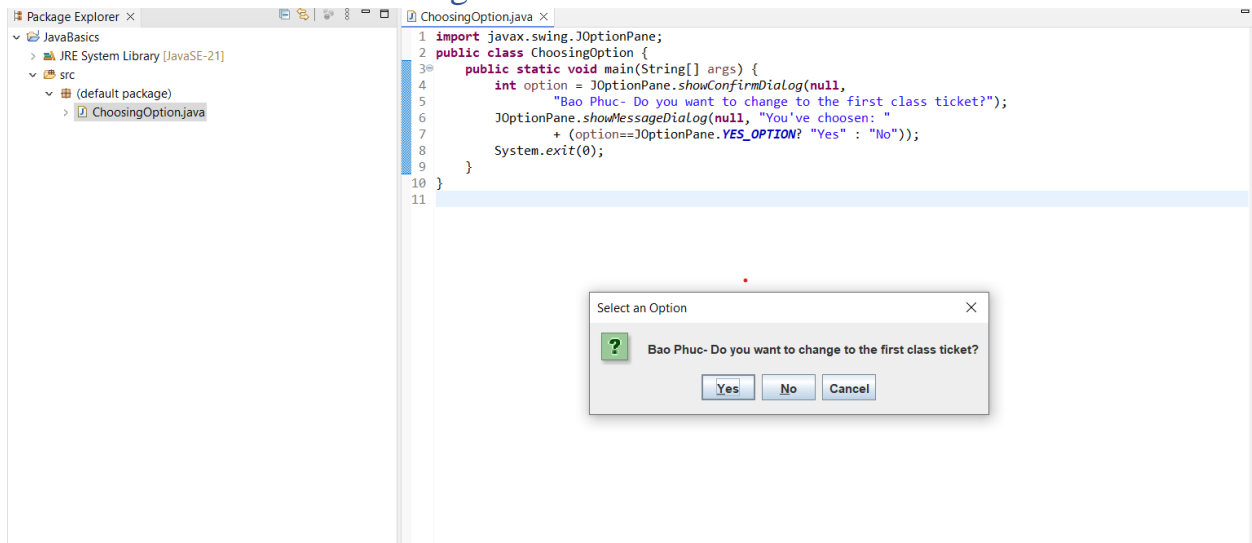 Package Explorer
JavaBasics
JRE System Library [JavaSE-21]
src
(default package)
ChoosingOption.java
ChoosingOption.java
1 import javax.swing.JOptionPane;
2 public class ChoosingOption {
3 public static void main(String[] args) {
4 int option = JOptionPane.showConfirmDialog(null,
5 "Bao Phuc- Do you want to change to the first class ticket?");
6 JOptionPane.showMessageDialog(null, "You've choosen: "
7 + (option==JOptionPane.YES_OPTION? "Yes" : "No"));
8 System.exit(0);
9 }
10 }
11
Select an Option
? Bao Phuc- Do you want to change to the first class ticket?
Yes No Cancel